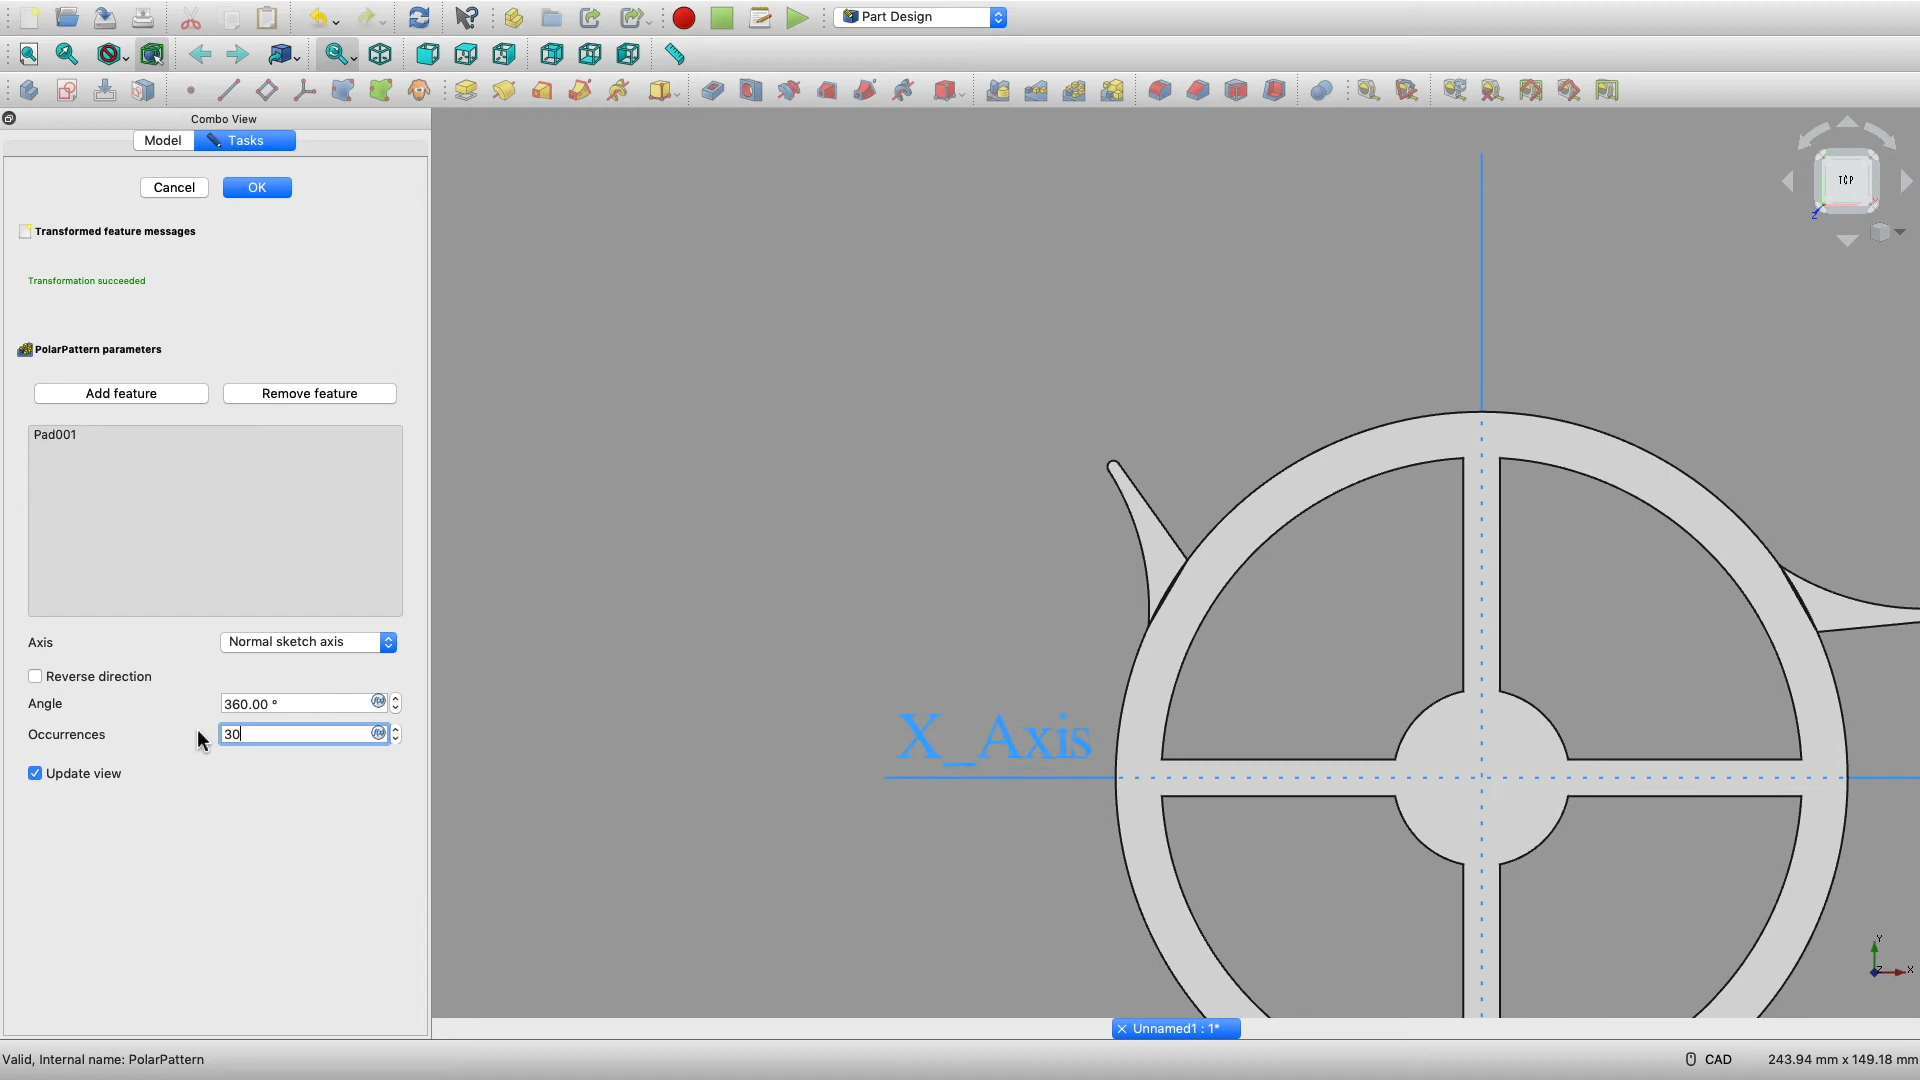 Part Design
Combo View
Model
Tasks
Cancel
OK
Transformed feature messages
Transformation succeeded
PolarPattern parameters
Add feature
Remove feature
Pad001
Axis
Normal sketch axis
Reverse direction
Angle
360.00 °
Occurrences
30
Update view
X_Axis
TOP
Z
Y
Z
X
Unnamed1 : 1*
Valid, Internal name: PolarPattern
CAD
243.94 mm x 149.18 mm